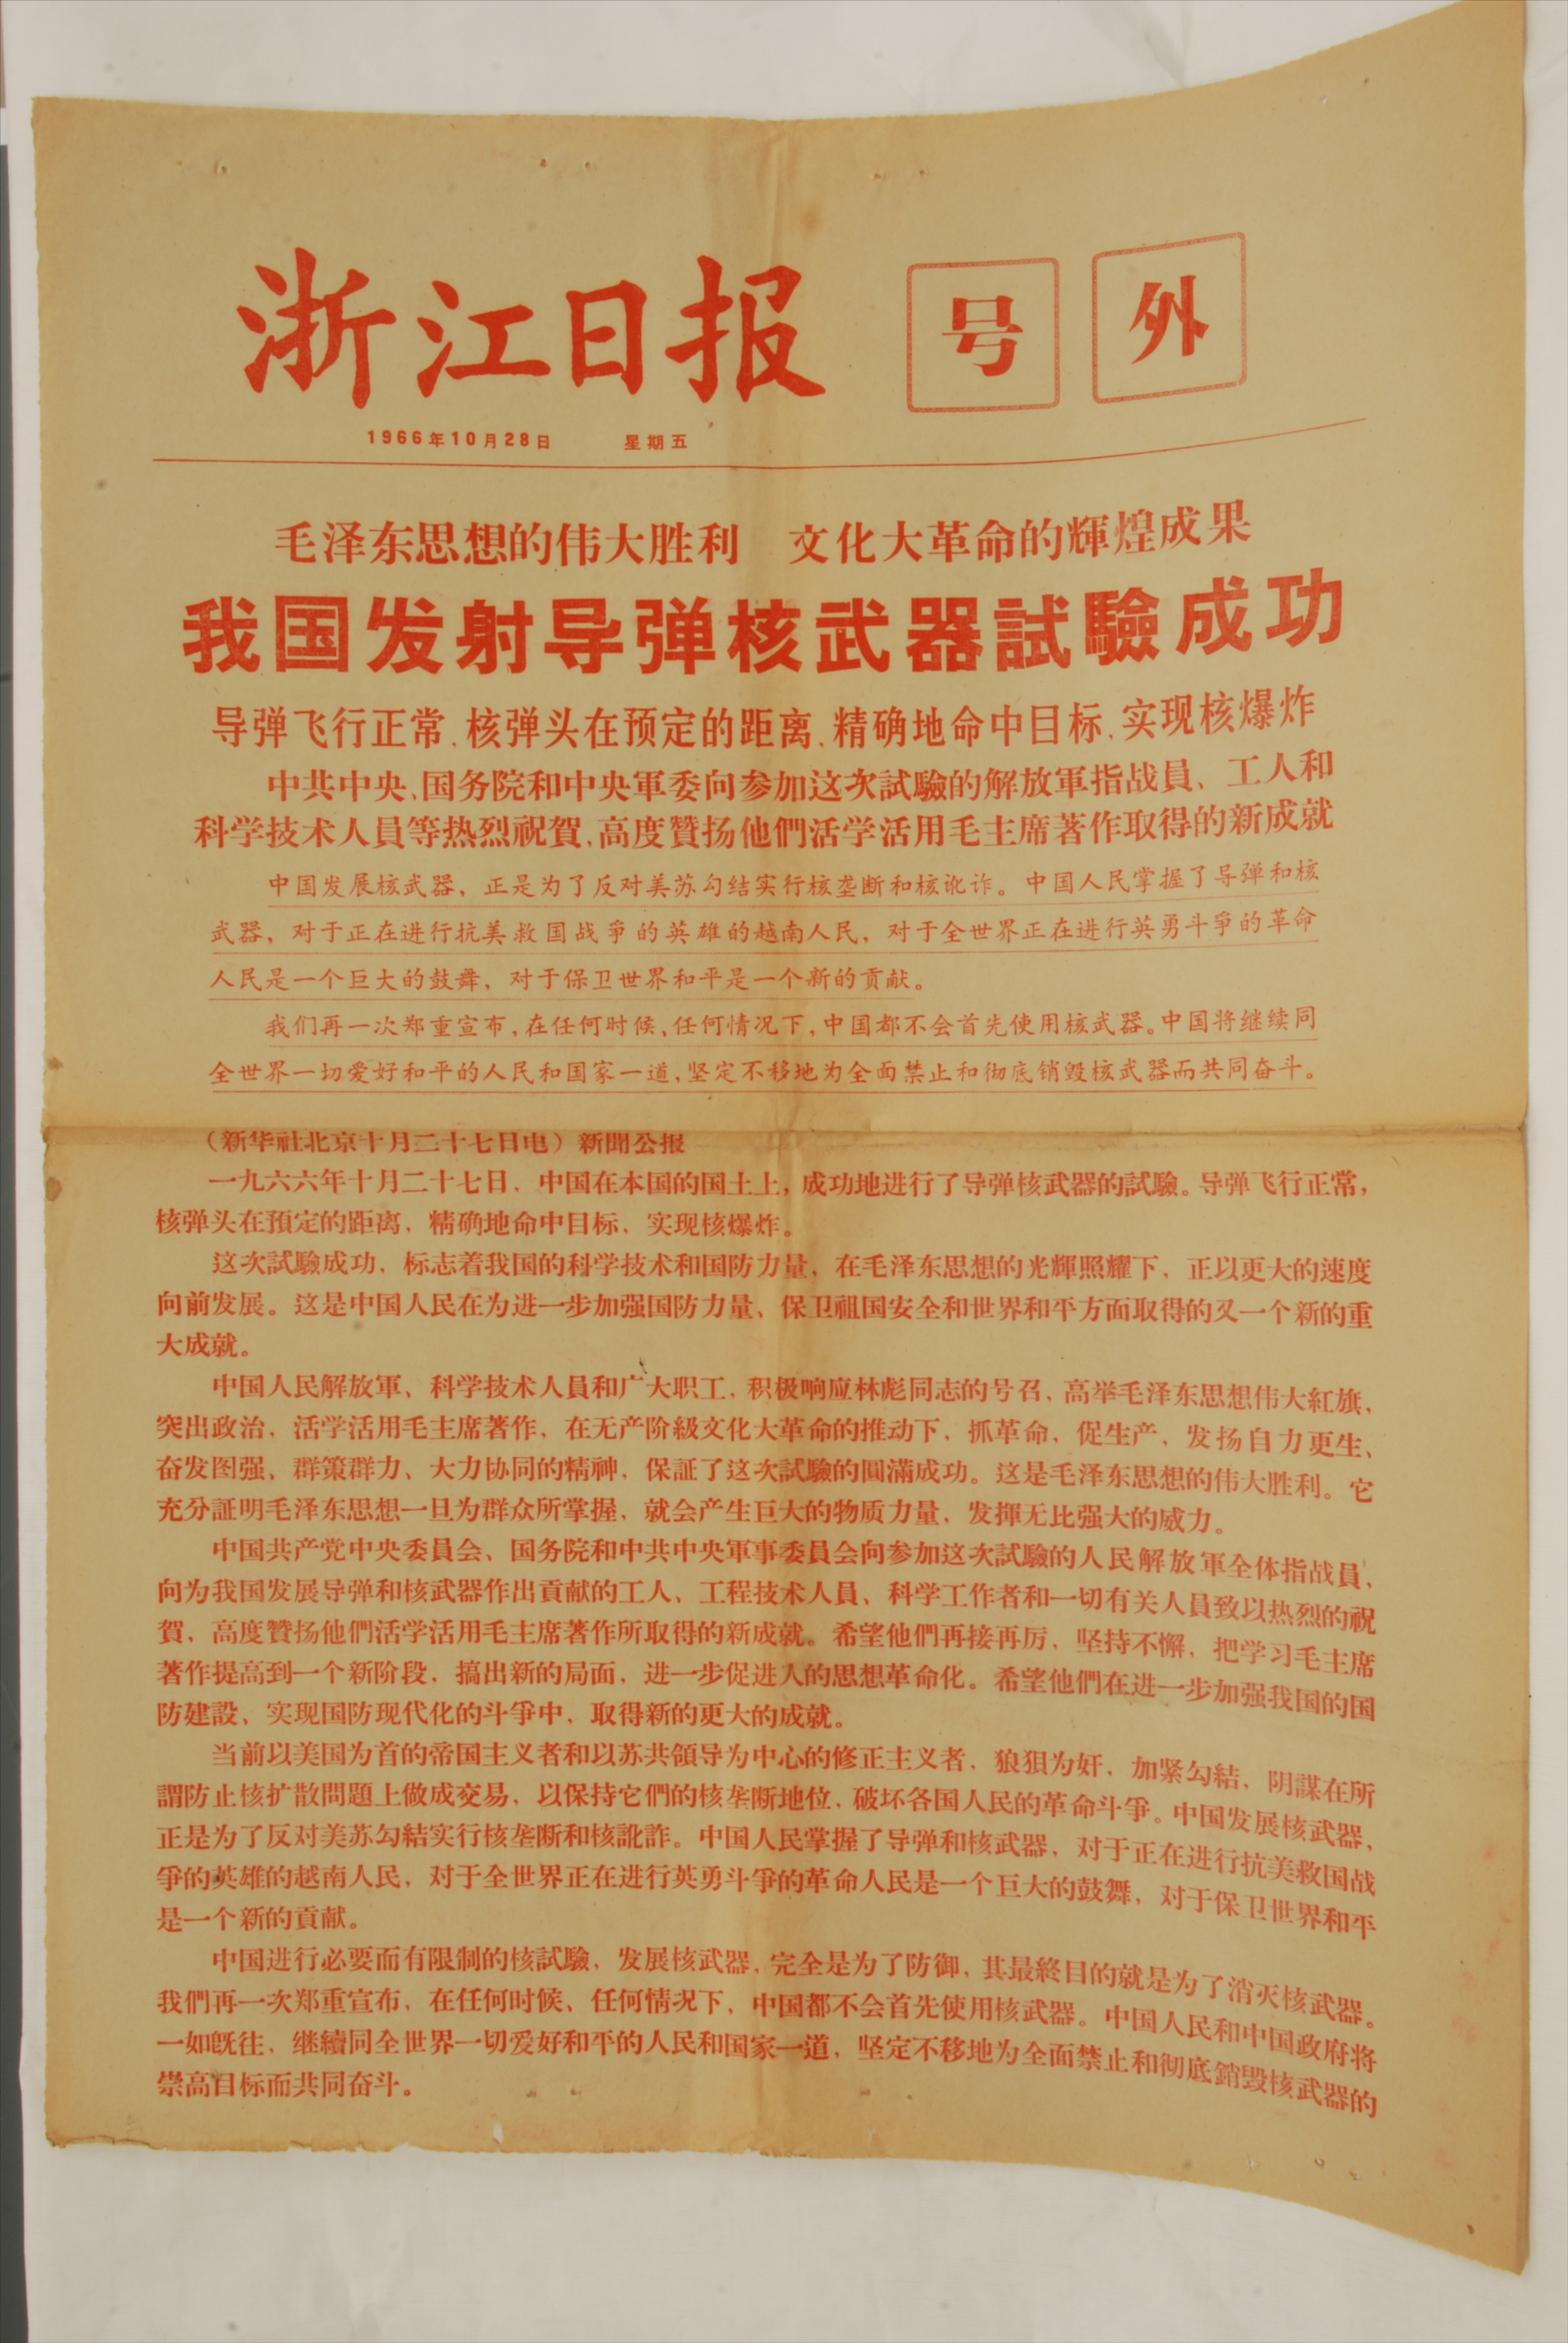 浙江日报 号外
1966年10月28日 星期五
毛泽东思想的伟大胜利 文化大革命的輝煌成果
我国发射导弹核武器試驗成功
导弹飞行正常、核弹头在预定的距离、精确地命中目标、实现核爆炸
中共中央、国务院和中央軍委向参加这次試驗的解放軍指战員、工人和
科学技术人員等热烈祝賀，高度贊扬他們活学活用毛主席著作取得的新成就
中国发展核武器，正是为了反对美苏勾结实行核垄断和核讹诈。中国人民掌握了导弹和核
武器，对于正在进行抗美救国战爭的英雄的越南人民，对于全世界正在进行英勇斗爭的革命
人民是一个巨大的鼓舞，对于保卫世界和平是一个新的贡献。
我们再一次郑重宣布，在任何时候、任何情况下，中国都不会首先使用核武器。中国将继续同
全世界一切爱好和平的人民和国家一道，坚定不移地为全面禁止和彻底销毁核武器而共同奋斗。
（新华社北京十月二十七日电）新聞公报
一九六六年十月二十七日，中国在本国的国土上，成功地进行了导弹核武器的試驗。导弹飞行正常，
核弹头在預定的距离，精确地命中目标，实现核爆炸。
这次試驗成功，标志着我国的科学技术和国防力量，在毛泽东思想的光輝照耀下，正以更大的速度
向前发展。这是中国人民在为进一步加强国防力量、保卫祖国安全和世界和平方面取得的又一个新的重
大成就。
中国人民解放軍、科学技术人員和广大职工，积极响应林彪同志的号召，高举毛泽东思想伟大紅旗，
突出政治，活学活用毛主席著作，在无产阶級文化大革命的推动下，抓革命，促生产，发扬自力更生、
奋发图强、群策群力、大力协同的精神，保証了这次試驗的圓滿成功。这是毛泽东思想的伟大胜利。它
充分証明毛泽东思想一旦为群众所掌握，就会产生巨大的物质力量，发揮无比强大的威力。
中国共产党中央委員会、国务院和中共中央軍事委員会向参加这次試驗的人民解放軍全体指战員，
向为我国发展导弹和核武器作出貢献的工人、工程技术人員、科学工作者和一切有关人員致以热烈的祝
賀，高度贊扬他們活学活用毛主席著作所取得的新成就。希望他們再接再厉，坚持不懈，把学习毛主席
著作提高到一个新阶段，搞出新的局面，进一步促进人的思想革命化。希望他們在进一步加强我国的国
防建設、实现国防现代化的斗爭中，取得新的更大的成就。
当前以美国为首的帝国主义者和以苏共領导为中心的修正主义者，狼狽为奸，加紧勾結，阴謀在所
謂防止核扩散問題上做成交易，以保持它們的核垄断地位，破坏各国人民的革命斗爭。中国发展核武器，
正是为了反对美苏勾結实行核垄断和核訛詐。中国人民掌握了导弹和核武器，对于正在进行抗美救国战
爭的英雄的越南人民，对于全世界正在进行英勇斗爭的革命人民是一个巨大的鼓舞，对于保卫世界和平
是一个新的貢献。
中国进行必要而有限制的核試驗，发展核武器，完全是为了防御，其最終目的就是为了消灭核武器。
我們再一次郑重宣布，在任何时候、任何情况下，中国都不会首先使用核武器。中国人民和中国政府将
一如旣往，继續同全世界一切爱好和平的人民和国家一道，坚定不移地为全面禁止和彻底銷毁核武器的
崇高目标而共同奋斗。